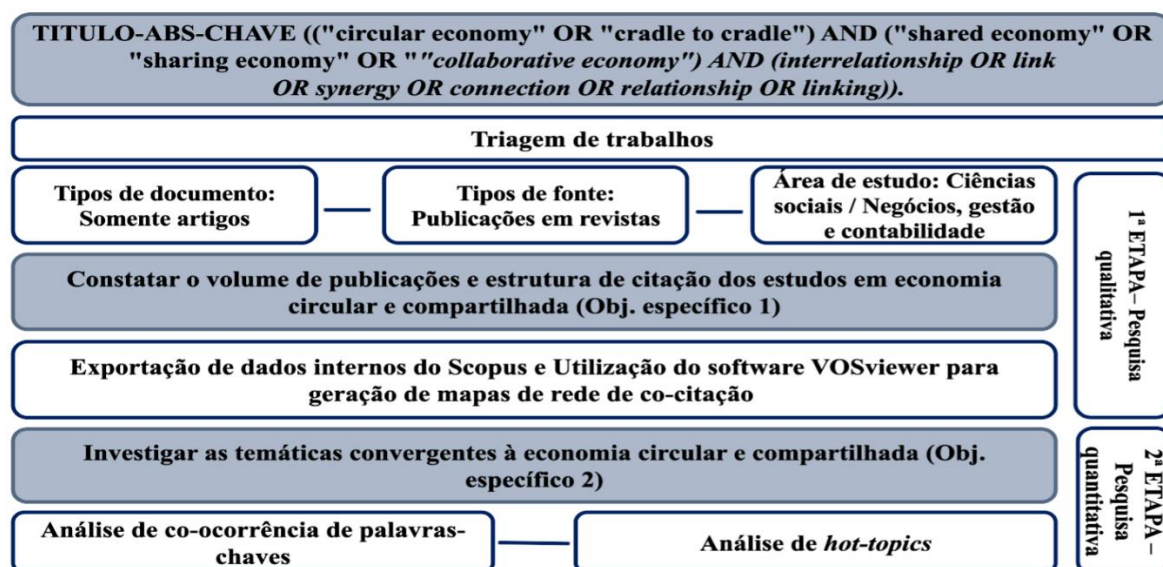 TITULO-ABS-CHAVE (("circular economy" OR "cradle to cradle") AND ("shared economy" OR
"sharing economy" OR ""collaborative economy") AND (interrelationship OR link
OR synergy OR connection OR relationship OR linking)).
Triagem de trabalhos
Tipos de documento:
Somente artigos
Tipos de fonte:
Publicações em revistas
Área de estudo: Ciências
sociais / Negócios, gestão
e contabilidade
1ª ETAPA– Pesquisa
qualitativa
Constatar o volume de publicações e estrutura de citação dos estudos em economia
circular e compartilhada (Obj. específico 1)
Exportação de dados internos do Scopus e Utilização do software VOSviewer para
geração de mapas de rede de co-citação
Investigar as temáticas convergentes à economia circular e compartilhada (Obj.
específico 2)
2ª ETAPA –
Pesquisa
quantitativa
Análise de co-ocorrência de palavras-
chaves
Análise de hot-topics